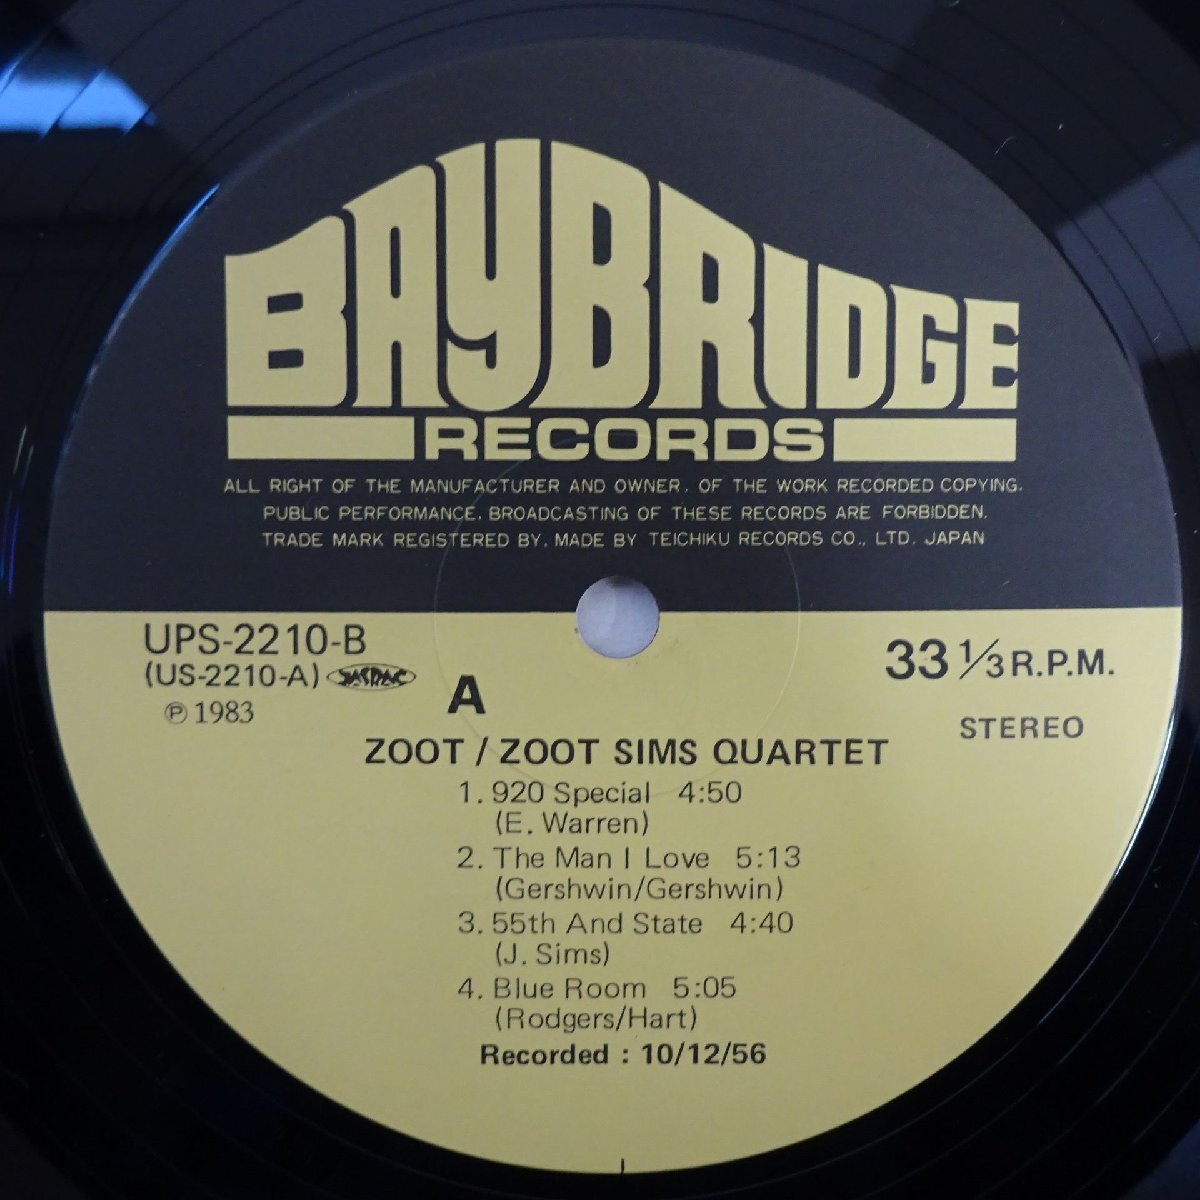 BAYBRIDGE
RECORDS
ALL RIGHT OF THE MANUFACTURER AND OWNER. OF THE WORK RECORDED COPYING.
PUBLIC PERFORMANCE. BROADCASTING OF THESE RECORDS ARE FORBIDDEN.
TRADE MARK REGISTERED BY. MADE BY TEICHIKU RECORDS CO., LTD. JAPAN
UPS-2210-B
(US-2210-A) JASRAC
℗ 1983
A
33 1/3 R.P.M.
STEREO
ZOOT / ZOOT SIMS QUARTET
1. 920 Special 4:50
(E. Warren)
2. The Man I Love 5:13
(Gershwin/Gershwin)
3. 55th And State 4:40
(J. Sims)
4. Blue Room 5:05
(Rodgers/Hart)
Recorded : 10/12/56